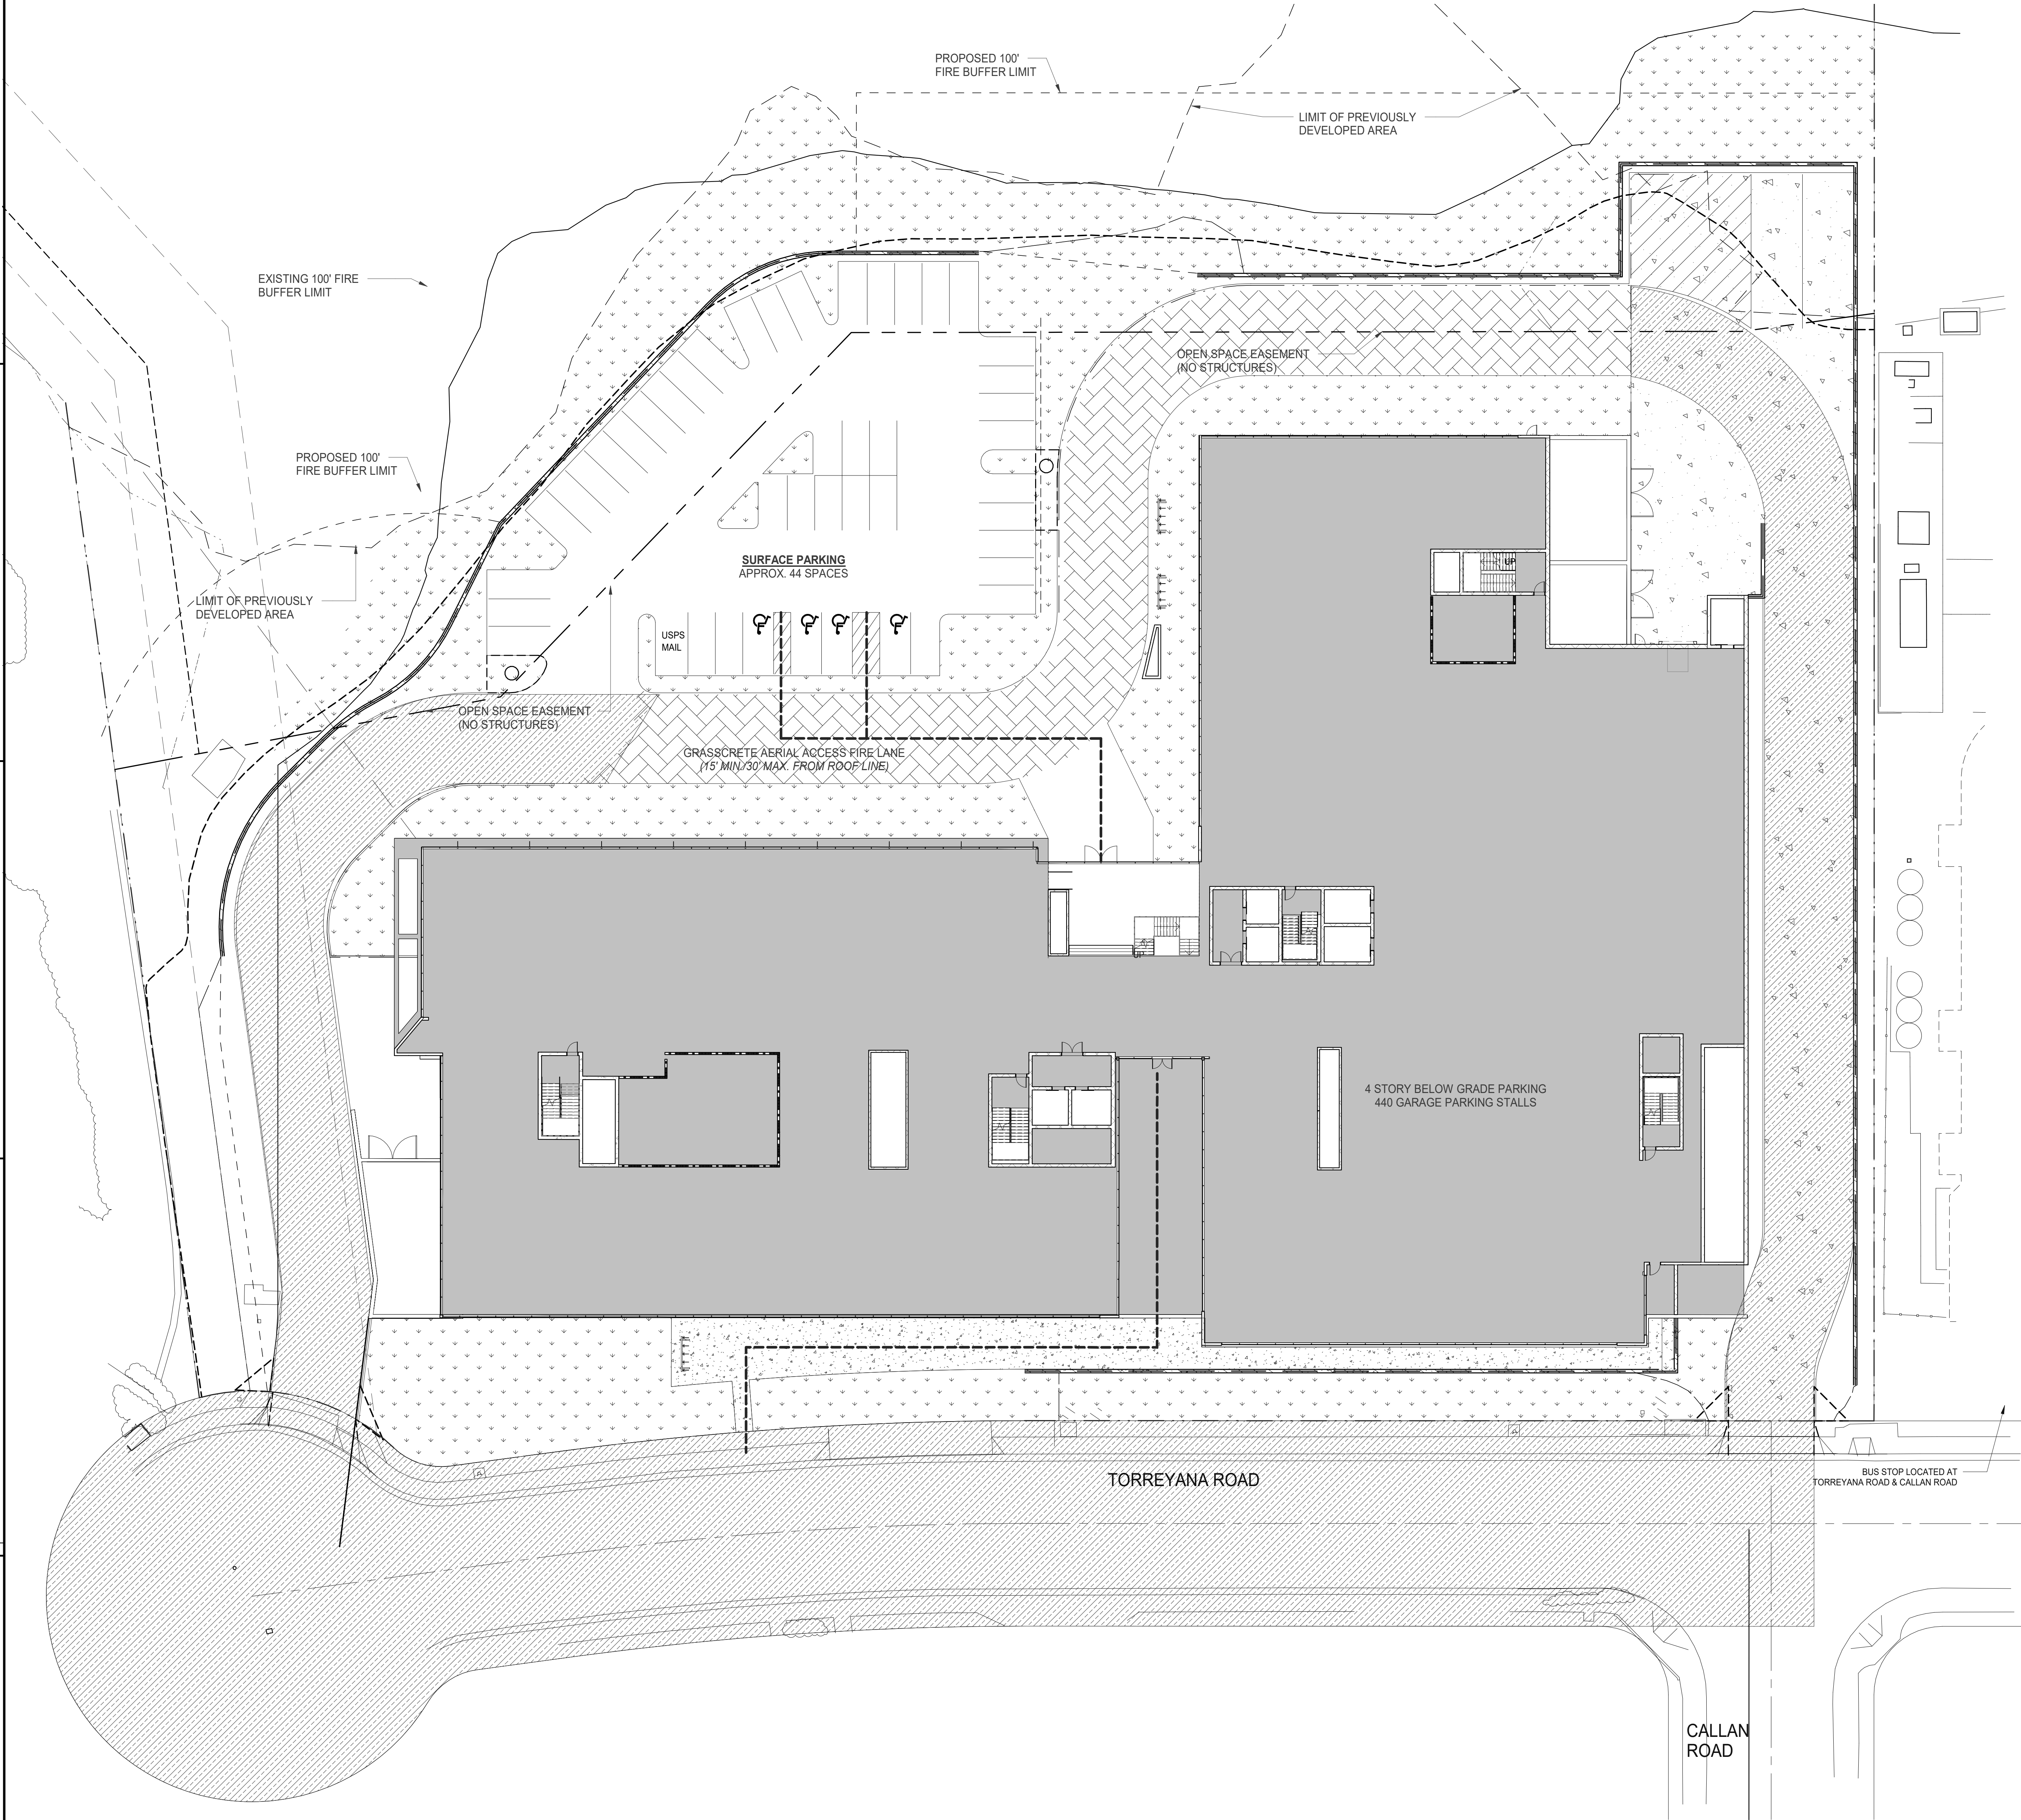 PROPOSED 100'
FIRE BUFFER LIMIT
LIMIT OF PREVIOUSLY
DEVELOPED AREA
EXISTING 100' FIRE
BUFFER LIMIT
OPEN SPACE EASEMENT
(NO STRUCTURES)
PROPOSED 100'
FIRE BUFFER LIMIT
SURFACE PARKING
APPROX. 44 SPACES
UP
LIMIT OF PREVIOUSLY
DEVELOPED AREA
USPS
MAIL
OPEN SPACE EASEMENT
(NO STRUCTURES)
GRASSCRETE AERIAL ACCESS FIRE LANE
(15' MIN./30' MAX. FROM ROOF LINE)
4 STORY BELOW GRADE PARKING
440 GARAGE PARKING STALLS
TORREYANA ROAD
BUS STOP LOCATED AT
TORREYANA ROAD & CALLAN ROAD
CALLAN
ROAD